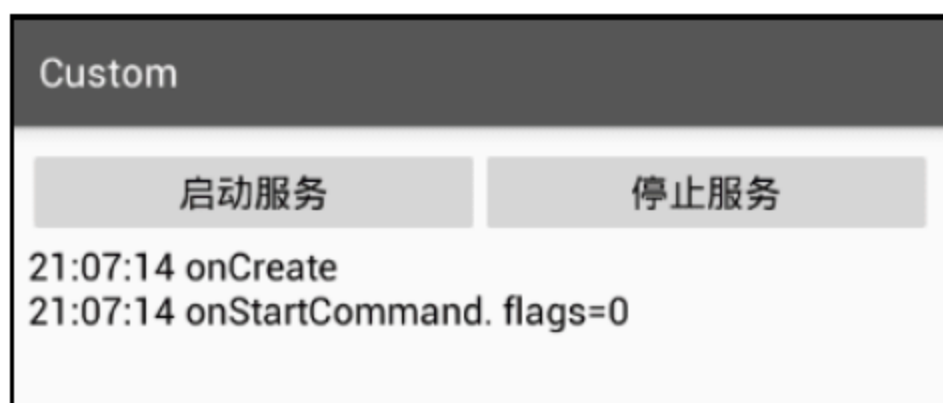 Custom
启动服务 停止服务
21:07:14 onCreate
21:07:14 onStartCommand. flags=0